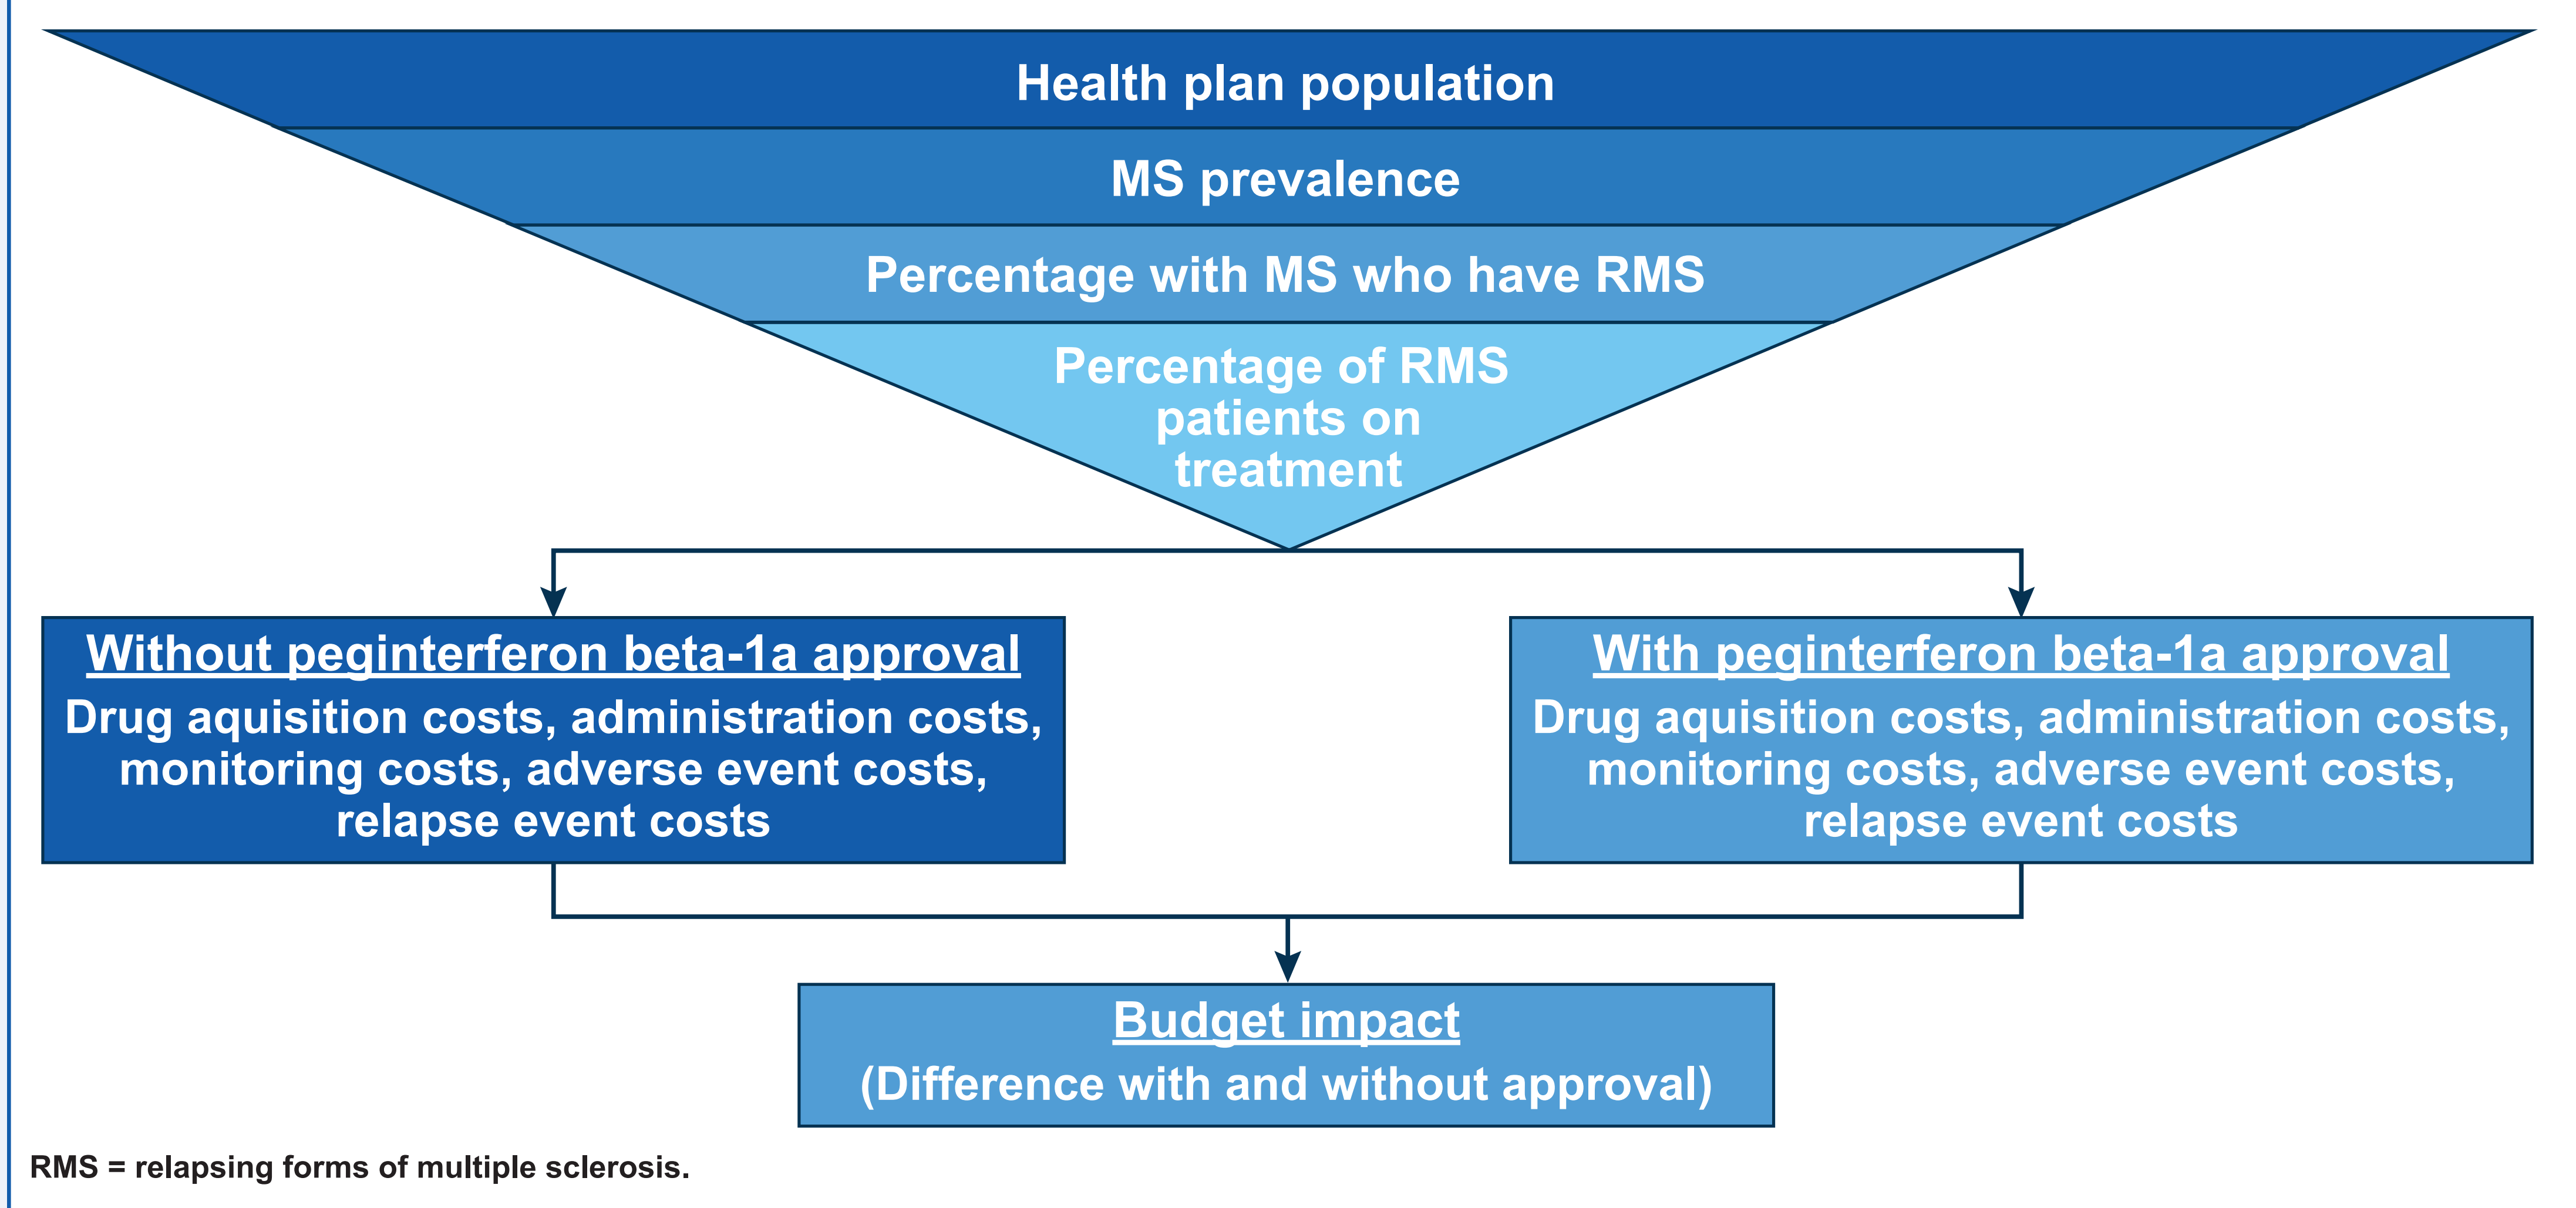 Health plan population
MS prevalence
Percentage with MS who have RMS
Percentage of RMS
patients on
treatment
Without peginterferon beta-1a approval
Drug aquisition costs, administration costs,
monitoring costs, adverse event costs,
relapse event costs
With peginterferon beta-1a approval
Drug aquisition costs, administration costs,
monitoring costs, adverse event costs,
relapse event costs
Budget impact
(Difference with and without approval)
RMS = relapsing forms of multiple sclerosis.